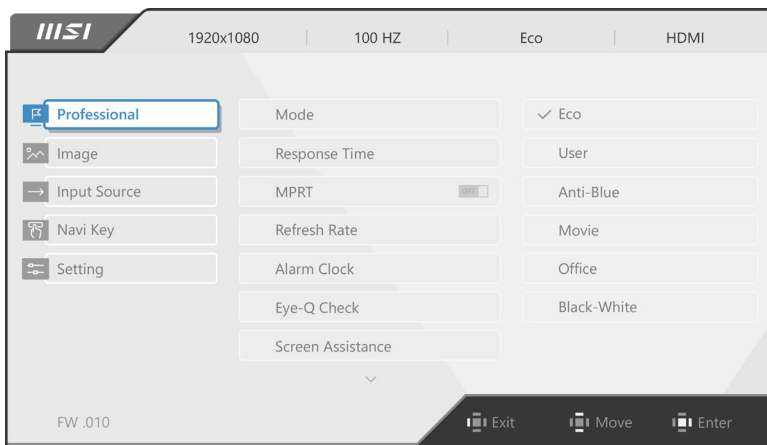 msi 1920x1080 100 HZ Eco HDMI
Professional Mode Eco
Image Response Time User
Input Source MPRT OFF Anti-Blue
Navi Key Refresh Rate Movie
Setting Alarm Clock Office
Eye-Q Check Black-White
Screen Assistance
FW .010 Exit Move Enter